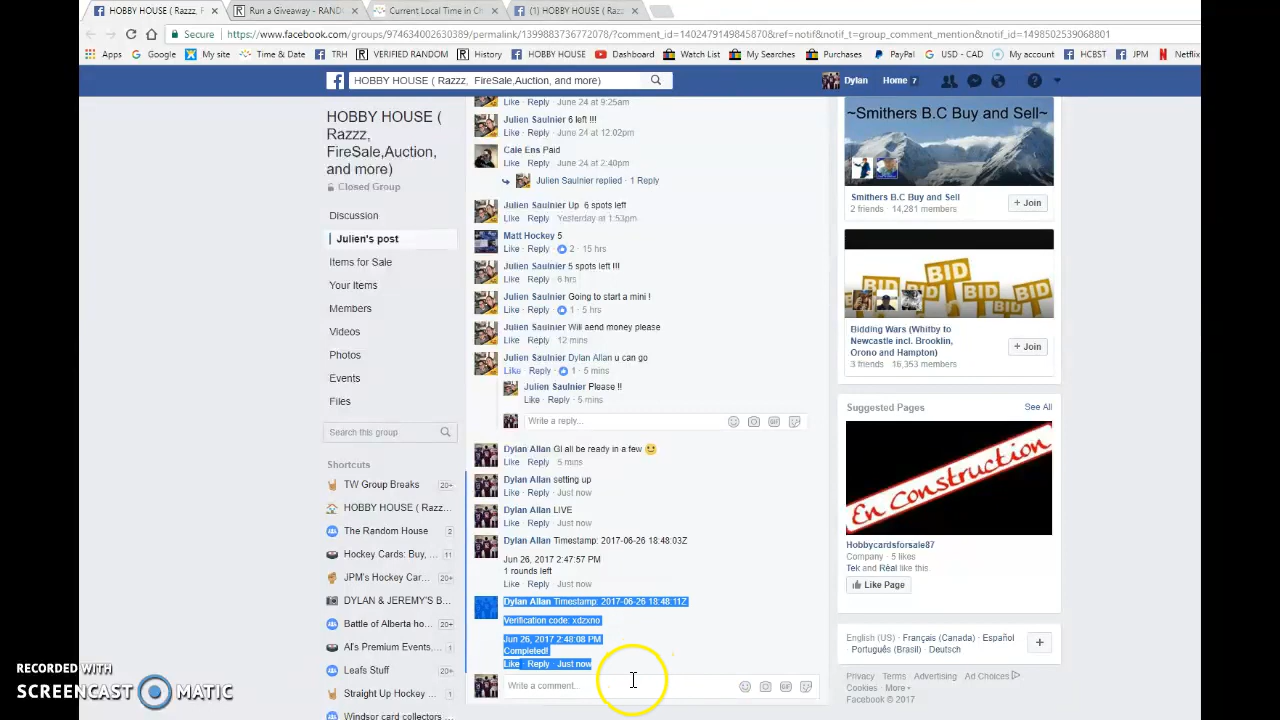 HOBBY HOUSE ( Razzz, F
Run a Giveaway - RAND
Current Local Time in C
(1) HOBBY HOUSE ( Razz
Secure
https://www.facebook.com/groups/974634002630389/permalink/1399883736772078/?comment_id=1402479149845870&ref=notif&notif_t=group_comment_mention&notif_id=1498502539068801
Apps Google My site Time & Date TRH VERIFIED RANDOM History HOBBY HOUSE Dashboard Watch List My Searches Purchases PayPal USD - CAD My account HCBST JPM Netflix
HOBBY HOUSE ( Razzz, FireSale,Auction, and more)
Dylan Home 7
HOBBY HOUSE (
Razzz,
FireSale,Auction,
and more)
Closed Group
Discussion
Julien's post
Items for Sale
Your Items
Members
Videos
Photos
Events
Files
Search this group
Shortcuts
TW Group Breaks 20+
HOBBY HOUSE ( Razz...
The Random House 2
Hockey Cards: Buy, ... 11
JPM's Hockey Car... 20+
DYLAN & JEREMY'S B...
Battle of Alberta ho...
Al's Premium Events, ...
Leafs Stuff 20+
Straight Up Hockey ... 1
Windsor card collectors
Like · Reply · June 24 at 9:25am
Julien Saulnier 6 left !!!
Like · Reply · June 24 at 12:02pm
Cale Ens Paid
Like · Reply · June 24 at 2:40pm
Julien Saulnier replied · 1 Reply
Julien Saulnier Up 6 spots left
Like · Reply · Yesterday at 1:53pm
Matt Hockey 5
Like · Reply · 2 · 15 hrs
Julien Saulnier 5 spots left !!!
Like · Reply · 6 hrs
Julien Saulnier Going to start a mini !
Like · Reply · 1 · 5 hrs
Julien Saulnier Will aend money please
Like · Reply · 12 mins
Julien Saulnier Dylan Allan u can go
Like · Reply · 1 · 5 mins
Julien Saulnier Please !!
Like · Reply · 5 mins
Write a reply...
Dylan Allan Gl all be ready in a few
Like · Reply · 5 mins
Dylan Allan setting up
Like · Reply · Just now
Dylan Allan LIVE
Like · Reply · Just now
Dylan Allan Timestamp: 2017-06-26 18:48:03Z
Jun 26, 2017 2:47:57 PM
1 rounds left
Like · Reply · Just now
Dylan Allan Timestamp: 2017-06-26 18:48:11Z
Verification code: xdzxno
Jun 26, 2017 2:48:08 PM
Completed!
Like · Reply · Just now
Write a comment...
~Smithers B.C Buy and Sell~
Smithers B.C Buy and Sell
2 friends · 14,281 members
+ Join
BID BID BID BID
Bidding Wars (Whitby to
Newcastle incl. Brooklin,
Orono and Hampton)
3 friends · 16,353 members
+ Join
Suggested Pages See All
En Construction
Hobbycardsforsale87
Company · 5 likes
Tek and Réal like this
Like Page
English (US) · Français (Canada) · Español
· Português (Brasil) · Deutsch
Privacy · Terms · Advertising · Ad Choices
Cookies · More
Facebook © 2017
RECORDED WITH
SCREENCAST MATIC